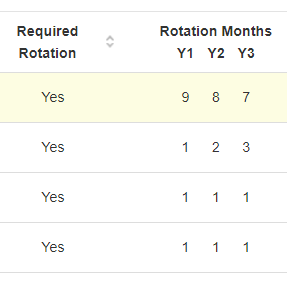 Required Rotation Months
Rotation Y1 Y2 Y3
Yes 9 8 7
Yes 1 2 3
Yes 1 1 1
Yes 1 1 1